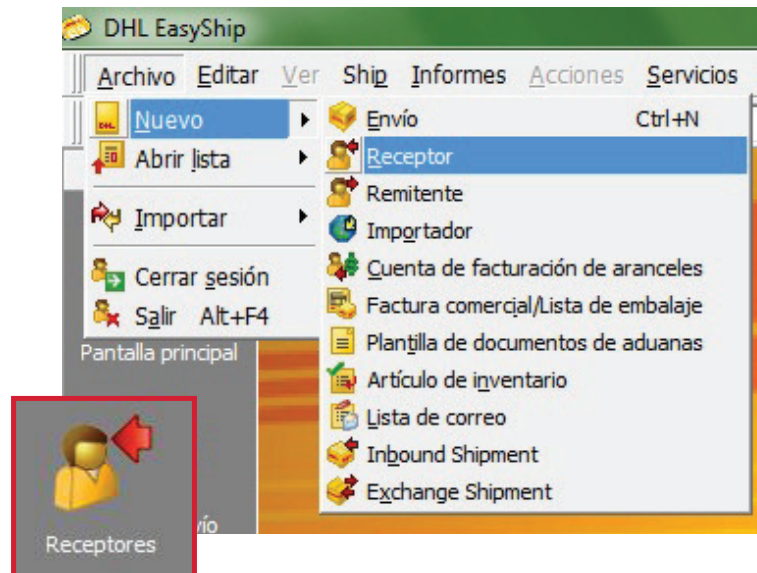 DHL EasyShip
Archivo Editar Ver Ship Informes Acciones Servicios
Nuevo
Abrir lista
Importar
Cerrar sesión
Salir Alt+F4
Envío Ctrl+N
Receptor
Remitente
Importador
Cuenta de facturación de aranceles
Factura comercial/Lista de embalaje
Plantilla de documentos de aduanas
Artículo de inventario
Lista de correo
Inbound Shipment
Exchange Shipment
Pantalla principal
Receptores